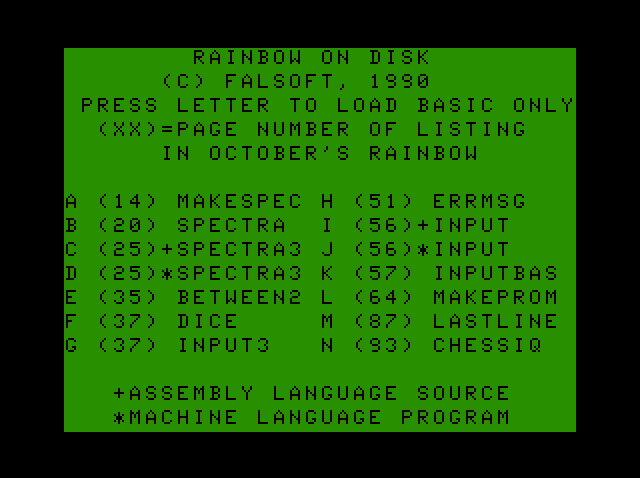 RAINBOW ON DISK
(C) FALSOFT, 1990
PRESS LETTER TO LOAD BASIC ONLY
(XX)=PAGE NUMBER OF LISTING
IN OCTOBER'S RAINBOW
A (14) MAKESPEC H (51) ERRMSG
B (20) SPECTRA I (56)+INPUT
C (25)+SPECTRA3 J (56)*INPUT
D (25)*SPECTRA3 K (57) INPUTBAS
E (35) BETWEEN2 L (64) MAKEPROM
F (37) DICE M (87) LASTLINE
G (37) INPUT3 N (93) CHESSIQ
+ASSEMBLY LANGUAGE SOURCE
*MACHINE LANGUAGE PROGRAM